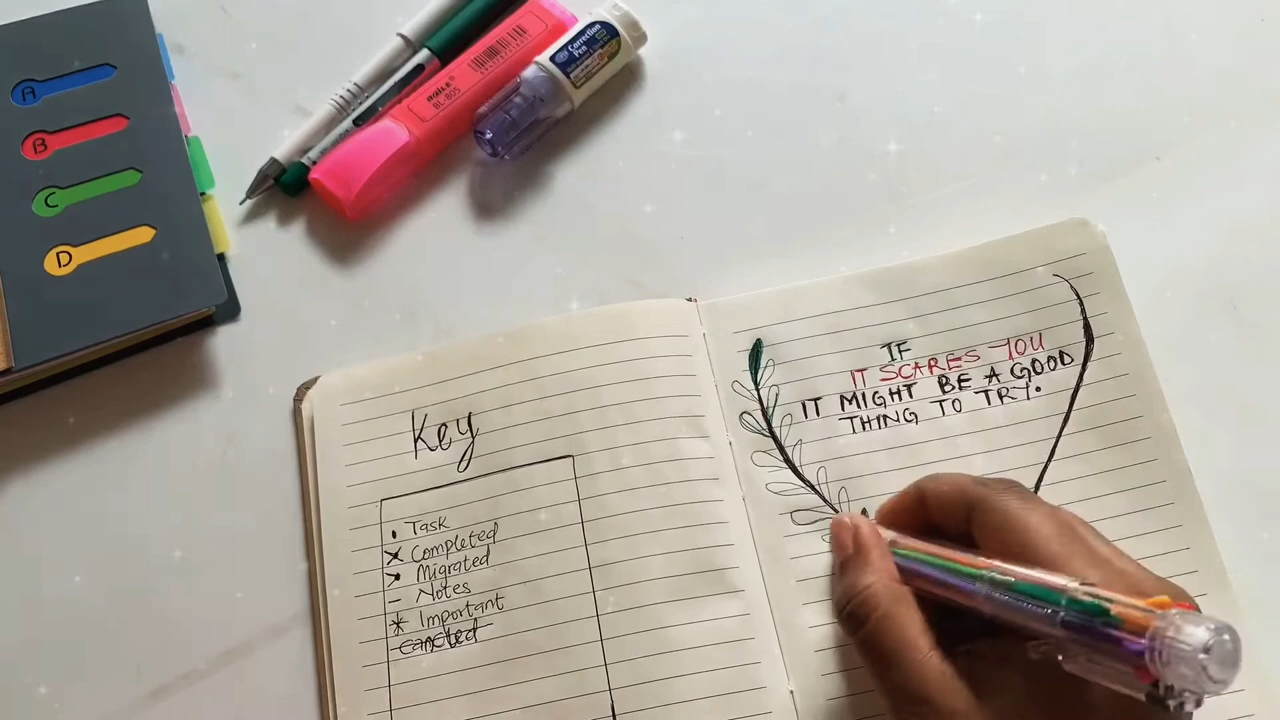 A
B
C
D
AGILE
BL-805
Correction
Pen
Key
• Task
× Completed
> Migrated
- Notes
* Important
cancled
IF
IT SCARES YOU
IT MIGHT BE A GOOD
THING TO TRY.